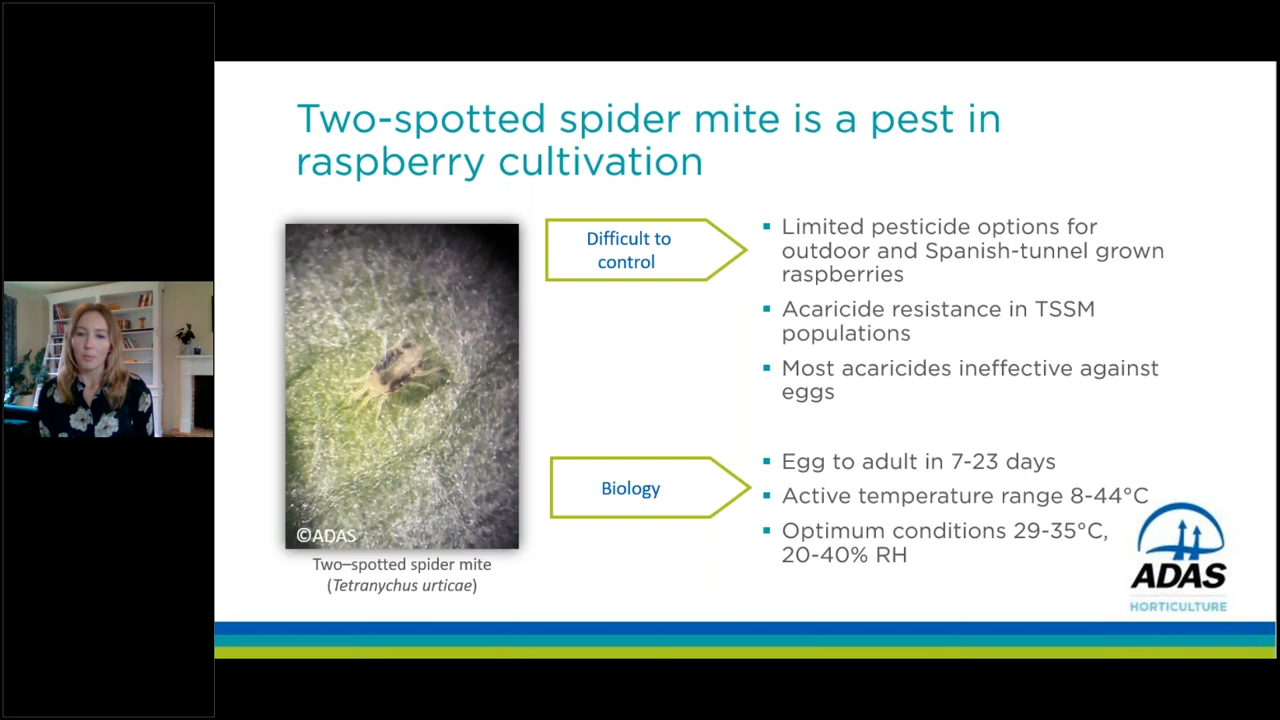 Two-spotted spider mite is a pest in
raspberry cultivation
Difficult to
control
▪ Limited pesticide options for
outdoor and Spanish-tunnel grown
raspberries
▪ Acaricide resistance in TSSM
populations
▪ Most acaricides ineffective against
eggs
Biology
▪ Egg to adult in 7-23 days
▪ Active temperature range 8-44°C
▪ Optimum conditions 29-35°C,
20-40% RH
©ADAS
Two–spotted spider mite
(Tetranychus urticae)
ADAS
HORTICULTURE